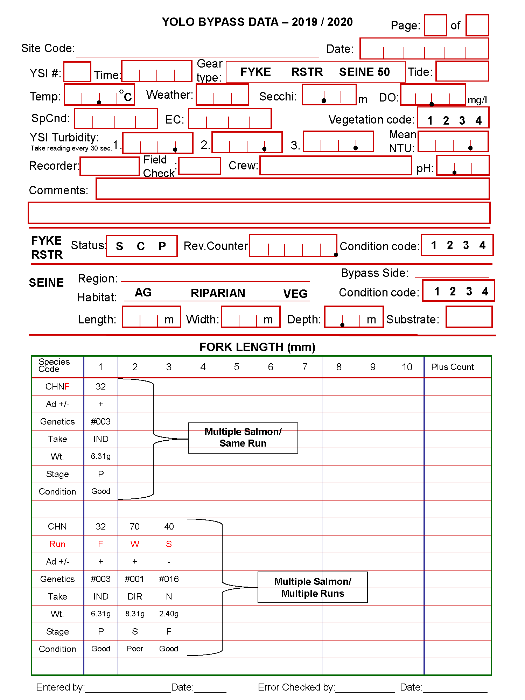 YOLO BYPASS DATA – 2019 / 2020
Page: of
Site Code: Date:
YSI #: Time: Gear type: FYKE RSTR SEINE 50 Tide:
Temp: °C Weather: Secchi: m DO: mg/l
SpCnd: EC: Vegetation code: 1 2 3 4
YSI Turbidity: Take reading every 30 sec. 1. 2. 3. Mean NTU:
Recorder: Field Check: Crew: pH:
Comments:
FYKE RSTR Status: S C P Rev.Counter Condition code: 1 2 3 4
SEINE Region: Bypass Side:
Habitat: AG RIPARIAN VEG Condition code: 1 2 3 4
Length: m Width: m Depth: m Substrate:
FORK LENGTH (mm)
Species Code 1 2 3 4 5 6 7 8 9 10 Plus Count
CHNF 32
Ad +/- +
Genetics #003
Take IND
Wt 6.31g
Stage P
Condition Good
Multiple Salmon/
Same Run
CHN 32 70 40
Run F W S
Ad +/- + + -
Genetics #003 #001 #016
Take IND DIR N
Wt 6.31g 8.31g 2.40g
Stage P S F
Condition Good Poor Good
Multiple Salmon/
Multiple Runs
Entered by: Date: Error Checked by: Date: